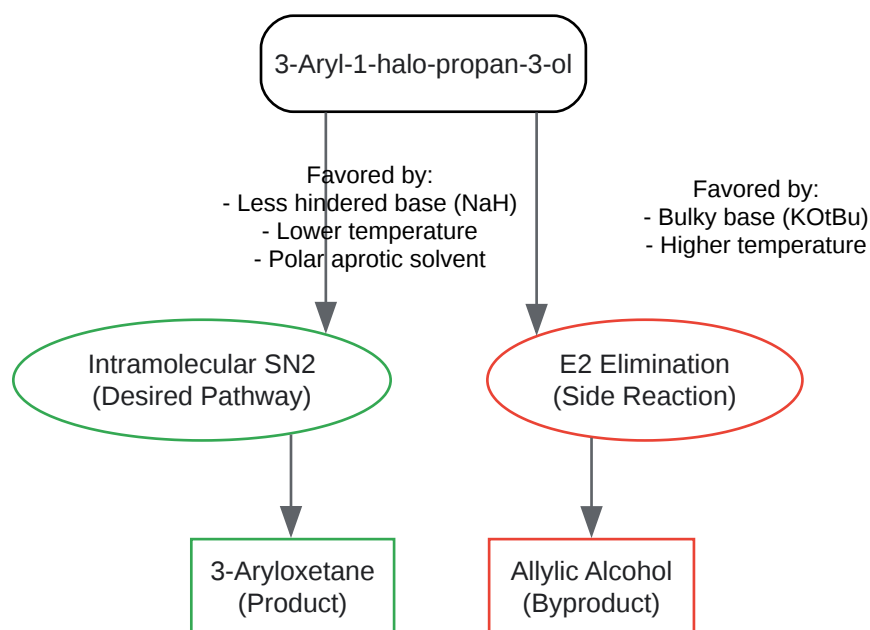 3-Aryl-1-halo-propan-3-ol
Favored by:
- Less hindered base (NaH)
- Lower temperature
- Polar aprotic solvent
Favored by:
- Bulky base (KOtBu)
- Higher temperature
Intramolecular SN2
(Desired Pathway)
E2 Elimination
(Side Reaction)
3-Aryloxetane
(Product)
Allylic Alcohol
(Byproduct)